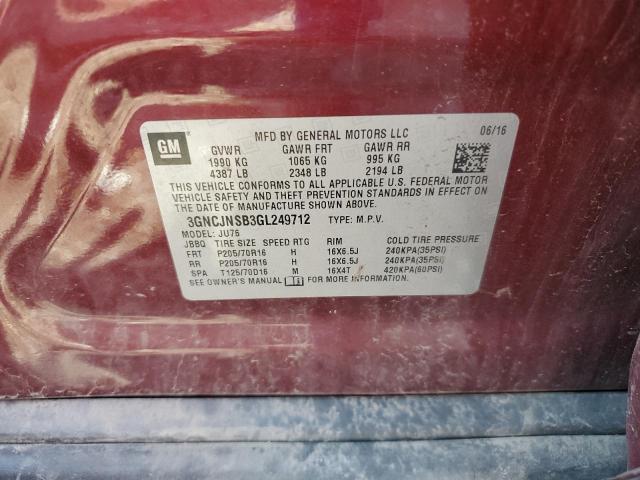 MFD BY GENERAL MOTORS LLC 06/16
GM
GVWR GAWR FRT GAWR RR
1990 KG 1065 KG 995 KG
4387 LB 2348 LB 2194 LB
THIS VEHICLE CONFORMS TO ALL APPLICABLE U.S. FEDERAL MOTOR
VEHICLE SAFETY AND THEFT PREVENTION STANDARDS IN EFFECT ON
THE DATE OF MANUFACTURE SHOWN ABOVE.
3GNCJNSB3GL249712 TYPE: M.P.V.
MODEL: JU76
JBBQ TIRE SIZE SPEED RTG RIM COLD TIRE PRESSURE
FRT P205/70R16 H 16X6.5J 240KPA(35PSI)
RR P205/70R16 H 16X6.5J 240KPA(35PSI)
SPA T125/70D16 M 16X4T 420KPA(60PSI)
SEE OWNER'S MANUAL FOR MORE INFORMATION.